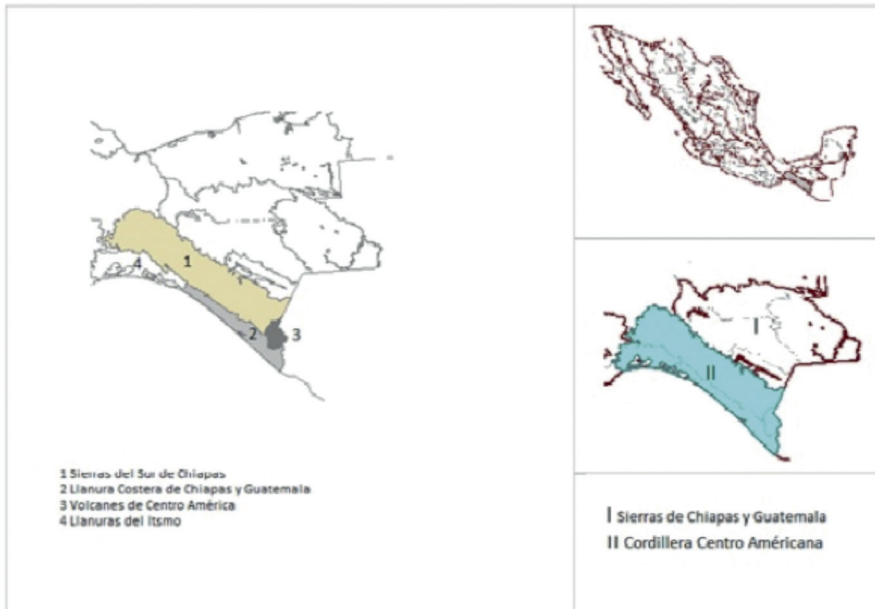 1
4
2
3
1 Sierras del Sur de Chiapas
2 Llanura Costera de Chiapas y Guatemala
3 Volcanes de Centro América
4 Llanuras del Itsmo
I
II
I Sierras de Chiapas y Guatemala
II Cordillera Centro Américana